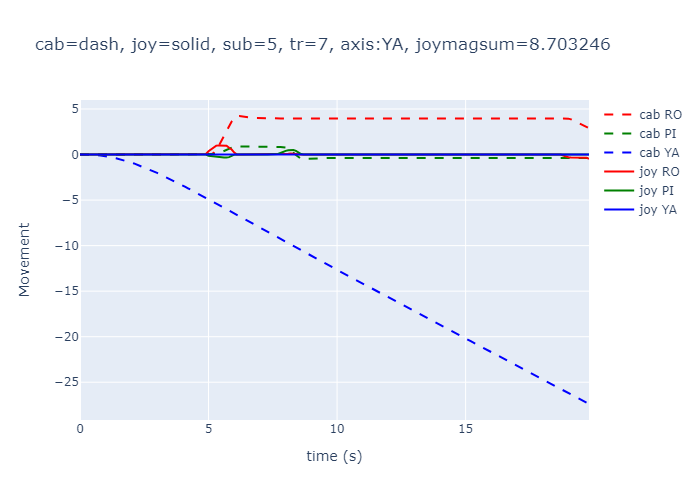 cab=dash, joy=solid, sub=5, tr=7, axis:YA, joymagsum=8.703246
5
0
−5
−10
−15
−20
−25
Movement
0 5 10 15
time (s)
cab RO
cab PI
cab YA
joy RO
joy PI
joy YA